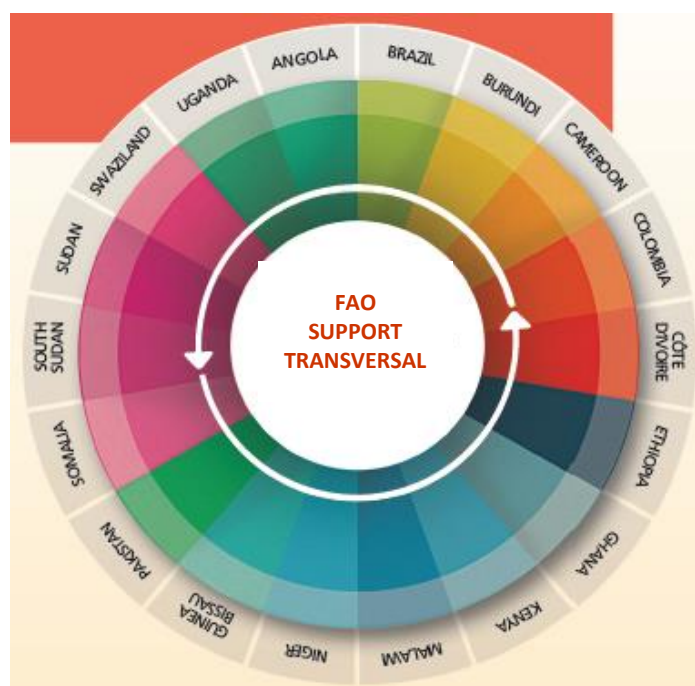 ANGOLA
BRAZIL
BURUNDI
CAMEROON
COLOMBIA
CÔTE
D'IVOIRE
ETHIOPIA
GHANA
KENYA
MALAWI
NIGER
GUINEA
BISSAU
PAKISTAN
SOMALIA
SOUTH
SUDAN
SUDAN
SWAZILAND
UGANDA
FAO
SUPPORT
TRANSVERSAL